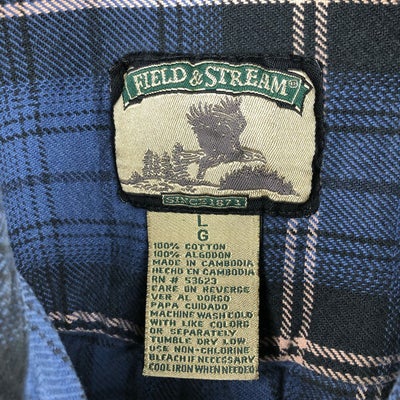 FIELD & STREAM®
SINCE 1871
L
G
100% COTTON
100% ALGODON
MADE IN CAMBODIA
HECHO EN CAMBODIA
RN # 53623
CARE ON REVERSE
VER AL DORGO
PAPA CUIDADO
MACHINE WASH COLD
WITH LIKE COLORS
OR SEPARATELY
TUMBLE DRY LOW
USE NON-CHLORINE
BLEACH IF NECESSARY
COOL IRON WHEN NEEDED